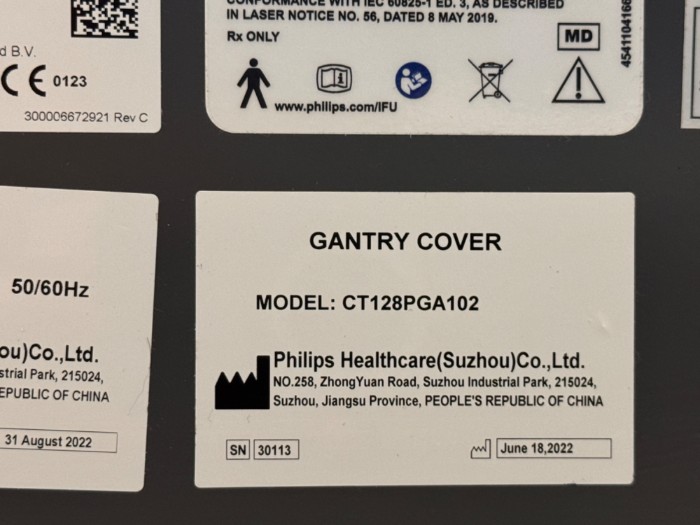 CONFORMANCE WITH IEC 60825-1 ED. 3, AS DESCRIBED
IN LASER NOTICE NO. 56, DATED 8 MAY 2019.
Rx ONLY
MD
www.philips.com/IFU
4541104166
d B.V.
CE 0123
300006672921 Rev C
50/60Hz
ou)Co.,Ltd.
strial Park, 215024,
EPUBLIC OF CHINA
31 August 2022
GANTRY COVER
MODEL: CT128PGA102
Philips Healthcare(Suzhou)Co.,Ltd.
NO.258, ZhongYuan Road, Suzhou Industrial Park, 215024,
Suzhou, Jiangsu Province, PEOPLE'S REPUBLIC OF CHINA
SN 30113
June 18,2022